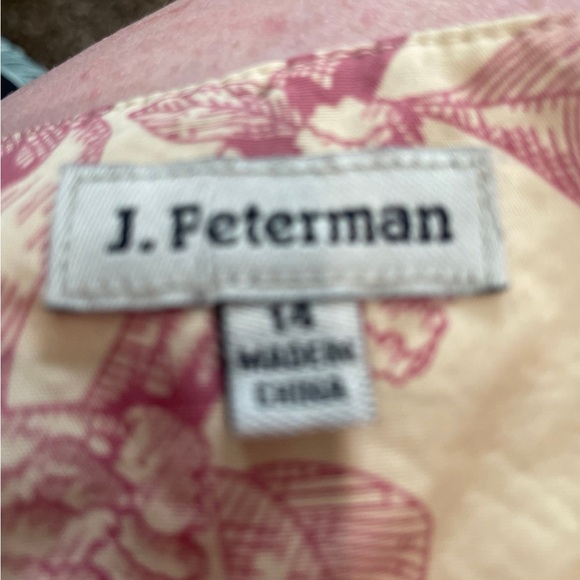 J. Peterman
14
MADE IN
CHINA